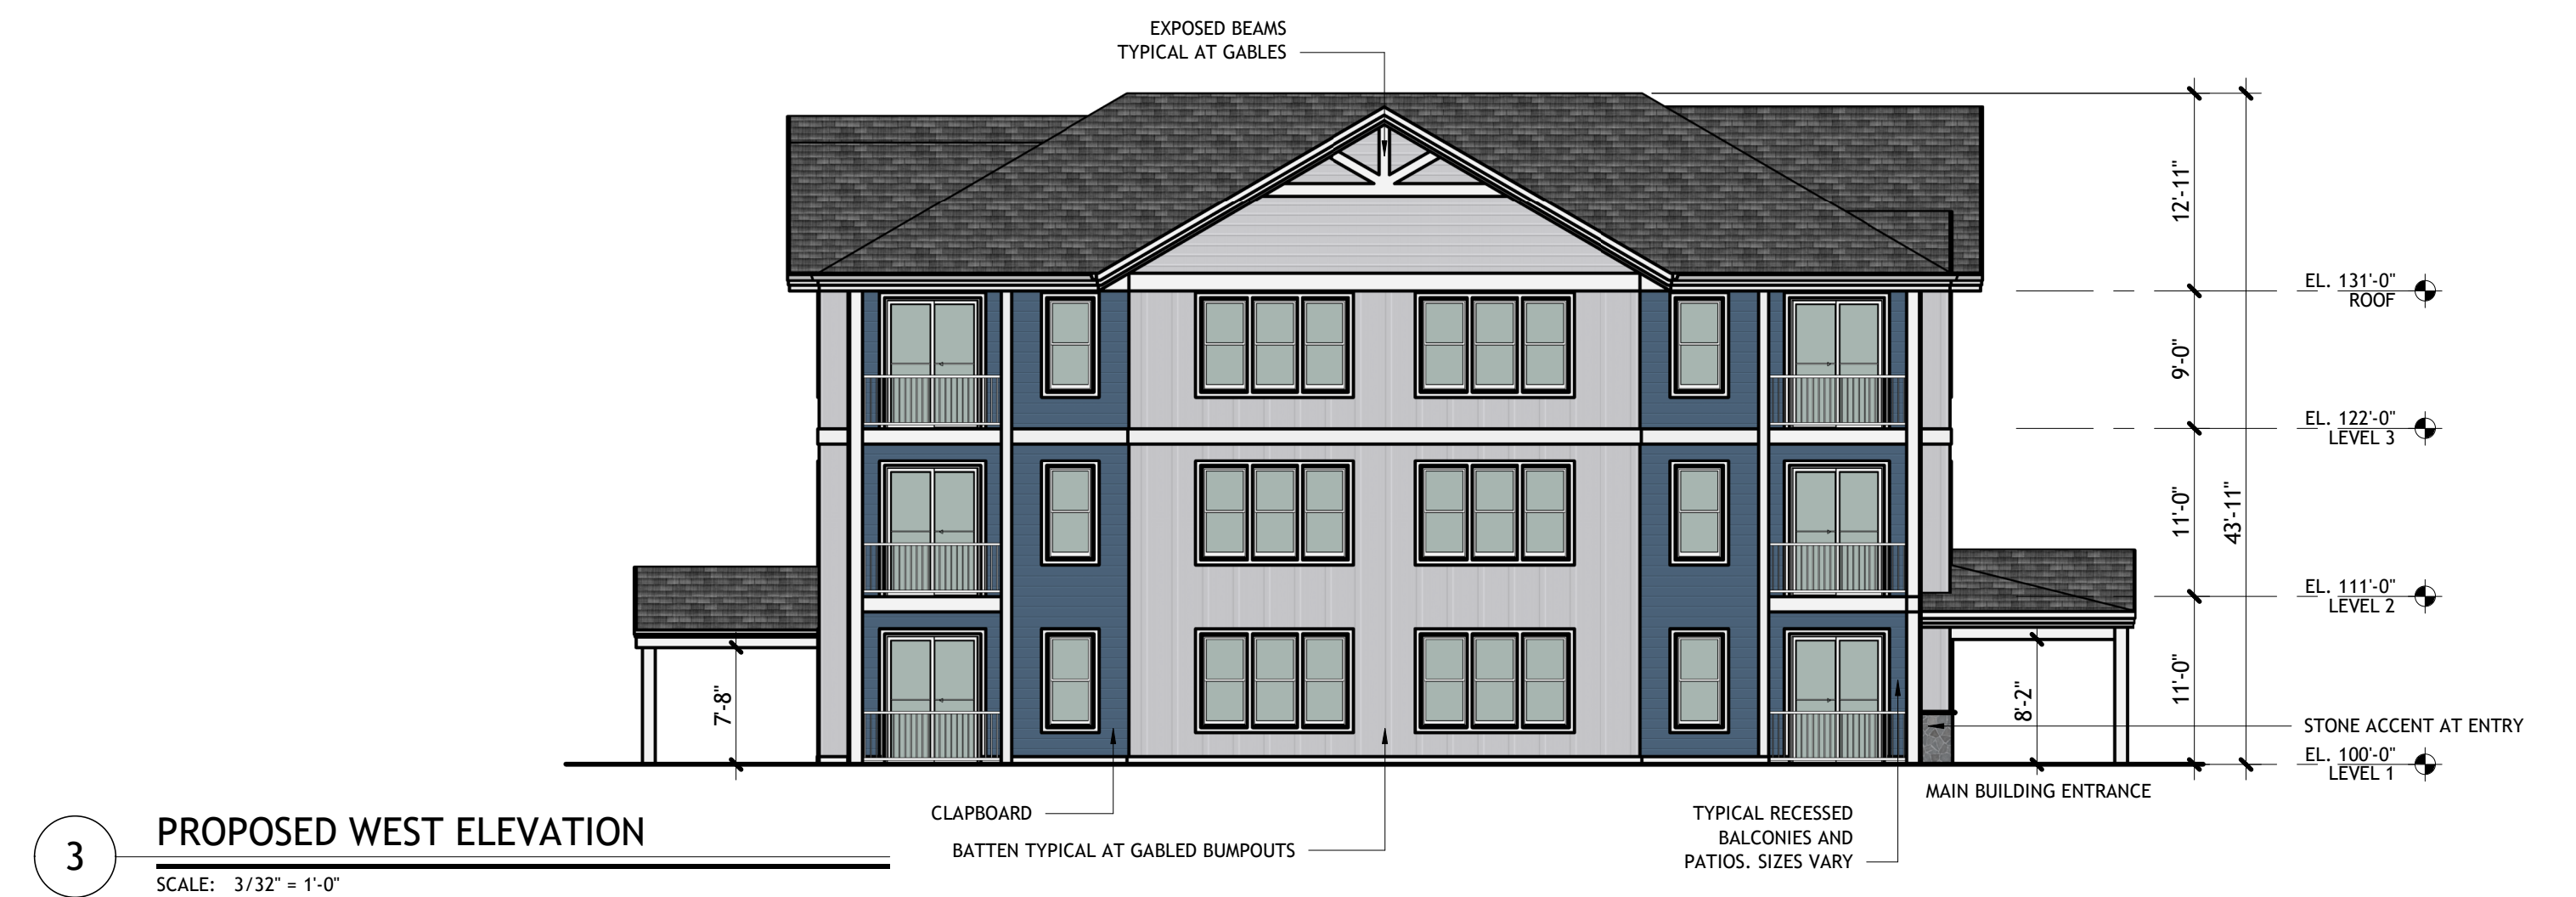 EXPOSED BEAMS
TYPICAL AT GABLES
12'-11"
EL. 131'-0"
ROOF
9'-0"
EL. 122'-0"
LEVEL 3
11'-0"
43'-11"
EL. 111'-0"
LEVEL 2
11'-0"
7'-8"
8'-2"
STONE ACCENT AT ENTRY
EL. 100'-0"
LEVEL 1
MAIN BUILDING ENTRANCE
CLAPBOARD
BATTEN TYPICAL AT GABLED BUMPOUTS
TYPICAL RECESSED
BALCONIES AND
PATIOS. SIZES VARY
3
PROPOSED WEST ELEVATION
SCALE: 3/32" = 1'-0"